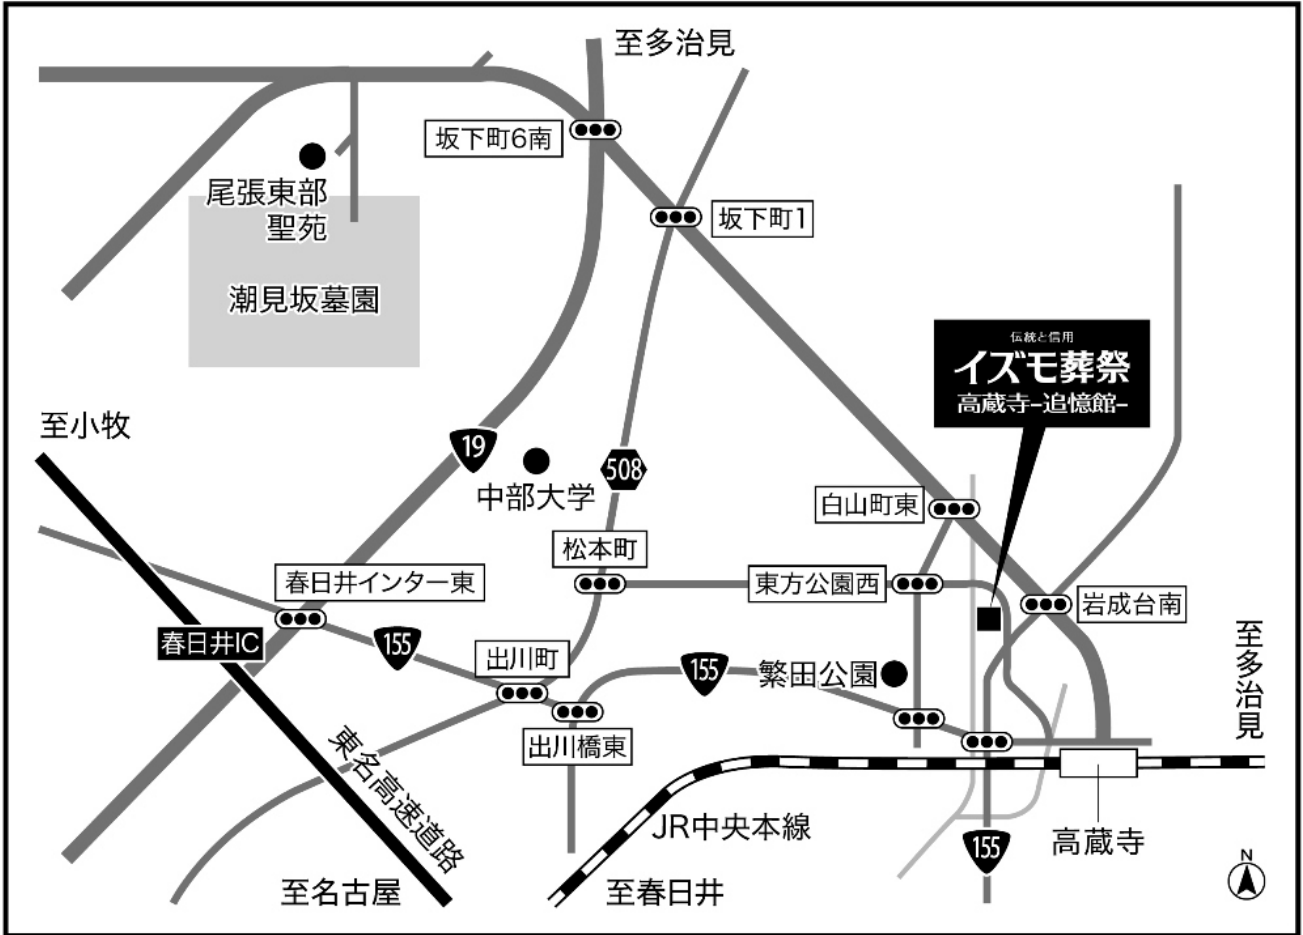 至多治見
坂下町6南
尾張東部
聖苑
坂下町1
潮見坂墓園
伝統と信用
イズモ葬祭
高蔵寺-追憶館-
至小牧
19
508
中部大学
白山町東
松本町
春日井インター東
東方公園西
岩成台南
155
春日井IC
出川町
155
繁田公園
至多治見
出川橋東
東名高速道路
JR中央本線
155
高蔵寺
至名古屋
至春日井
N